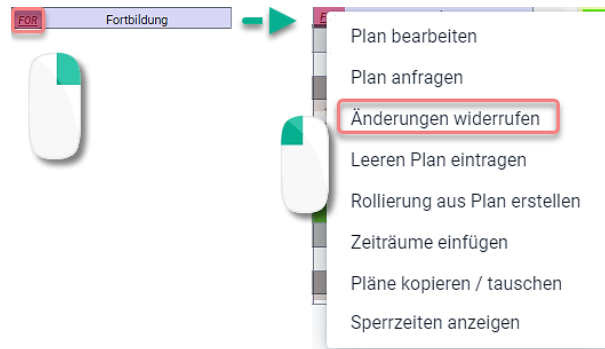 FOR Fortbildung
Plan bearbeiten
Plan anfragen
Änderungen widerrufen
Leeren Plan eintragen
Rollierung aus Plan erstellen
Zeiträume einfügen
Pläne kopieren / tauschen
Sperrzeiten anzeigen